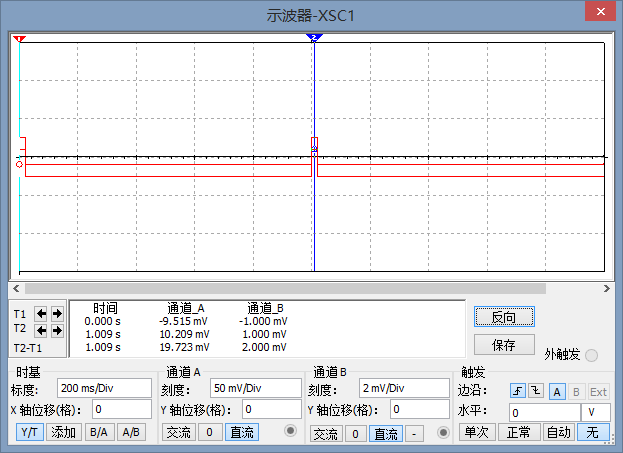 示波器-XSC1
1
2
时间 通道_A 通道_B
T1 0.000 s -9.515 mV -1.000 mV
T2 1.009 s 10.209 mV 1.000 mV
T2-T1 1.009 s 19.723 mV 2.000 mV
反向
保存
外触发
时基 通道 A 通道 B 触发
标度: 200 ms/Div 刻度: 50 mV/Div 刻度: 2 mV/Div 边沿: A B Ext
X 轴位移(格): 0 Y 轴位移(格): 0 Y 轴位移(格): 0 水平: 0 V
Y/T 添加 B/A A/B 交流 0 直流 交流 0 直流 - 单次 正常 自动 无